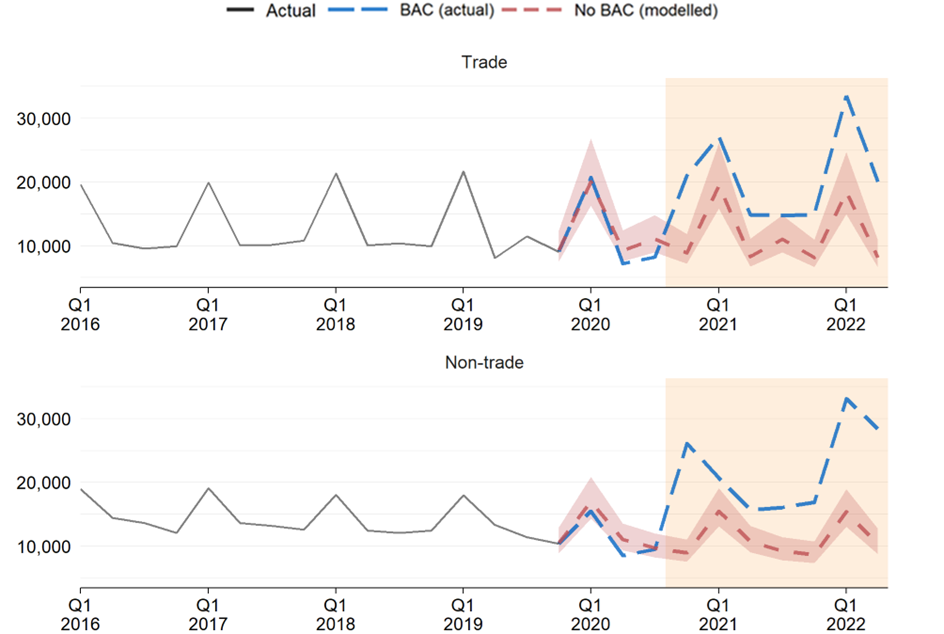 Actual BAC (actual) No BAC (modelled)
Trade
30,000
20,000
10,000
Q1 Q1 Q1 Q1 Q1 Q1 Q1
2016 2017 2018 2019 2020 2021 2022
Non-trade
30,000
20,000
10,000
Q1 Q1 Q1 Q1 Q1 Q1 Q1
2016 2017 2018 2019 2020 2021 2022